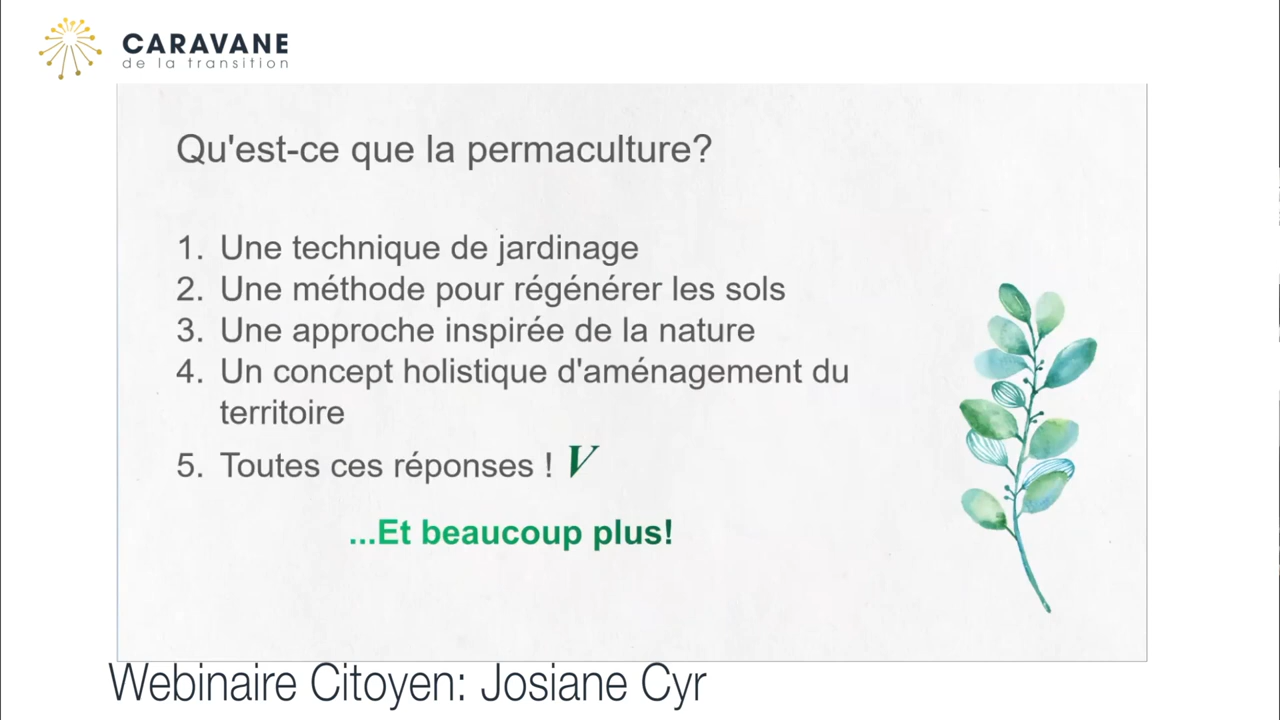 CARAVANE
de la transition
Qu'est-ce que la permaculture?
1. Une technique de jardinage
2. Une méthode pour régénérer les sols
3. Une approche inspirée de la nature
4. Un concept holistique d'aménagement du
territoire
5. Toutes ces réponses ! V
...Et beaucoup plus!
Webinaire Citoyen: Josiane Cyr